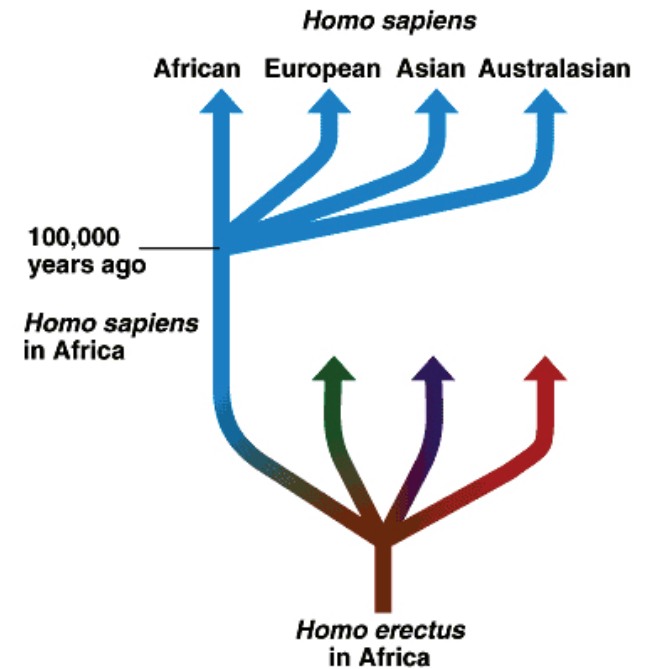 Homo sapiens
African European Asian Australasian
100,000
years ago
Homo sapiens
in Africa
Homo erectus
in Africa